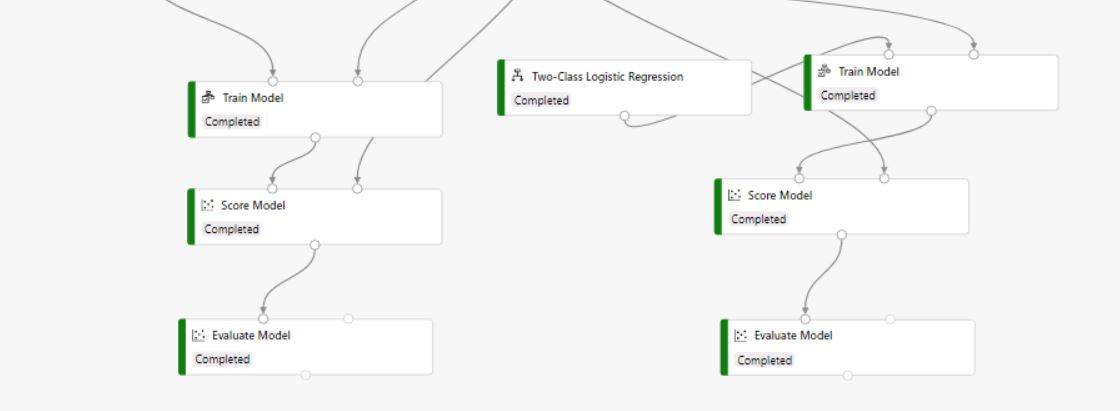 Train Model
Completed
Two-Class Logistic Regression
Completed
Train Model
Completed
Score Model
Completed
Score Model
Completed
Evaluate Model
Completed
Evaluate Model
Completed